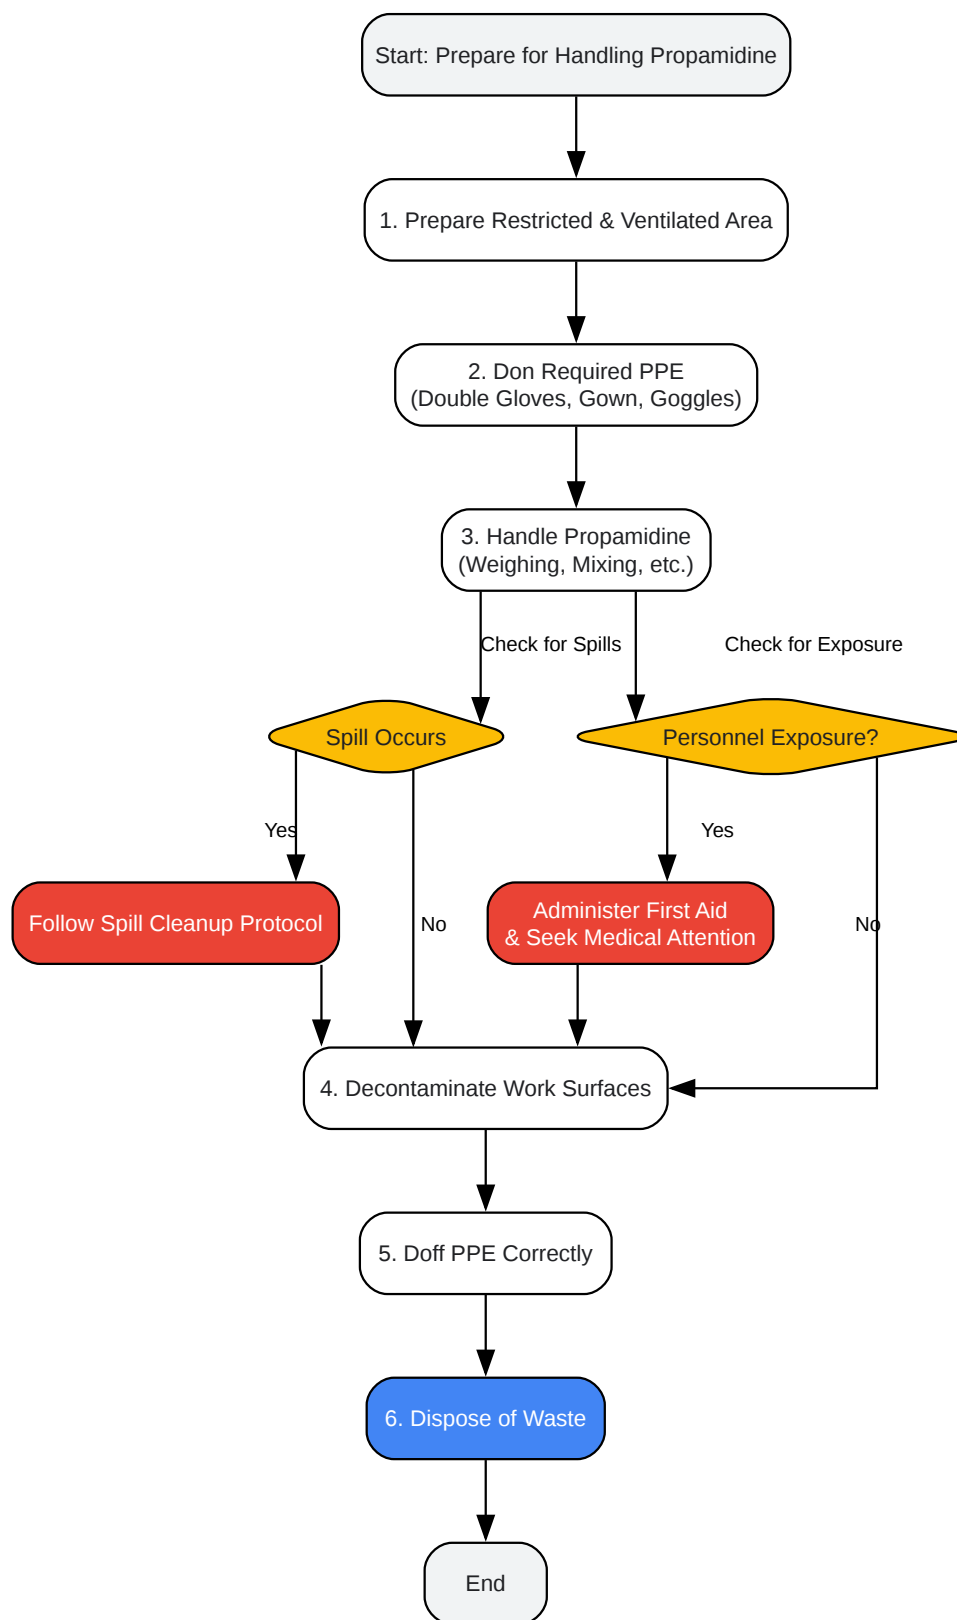 Start: Prepare for Handling Propamidine
1. Prepare Restricted & Ventilated Area
2. Don Required PPE
(Double Gloves, Gown, Goggles)
3. Handle Propamidine
(Weighing, Mixing, etc.)
Check for Spills
Check for Exposure
Spill Occurs
Personnel Exposure?
Yes
Yes
Follow Spill Cleanup Protocol
No
Administer First Aid
& Seek Medical Attention
No
4. Decontaminate Work Surfaces
5. Doff PPE Correctly
6. Dispose of Waste
End